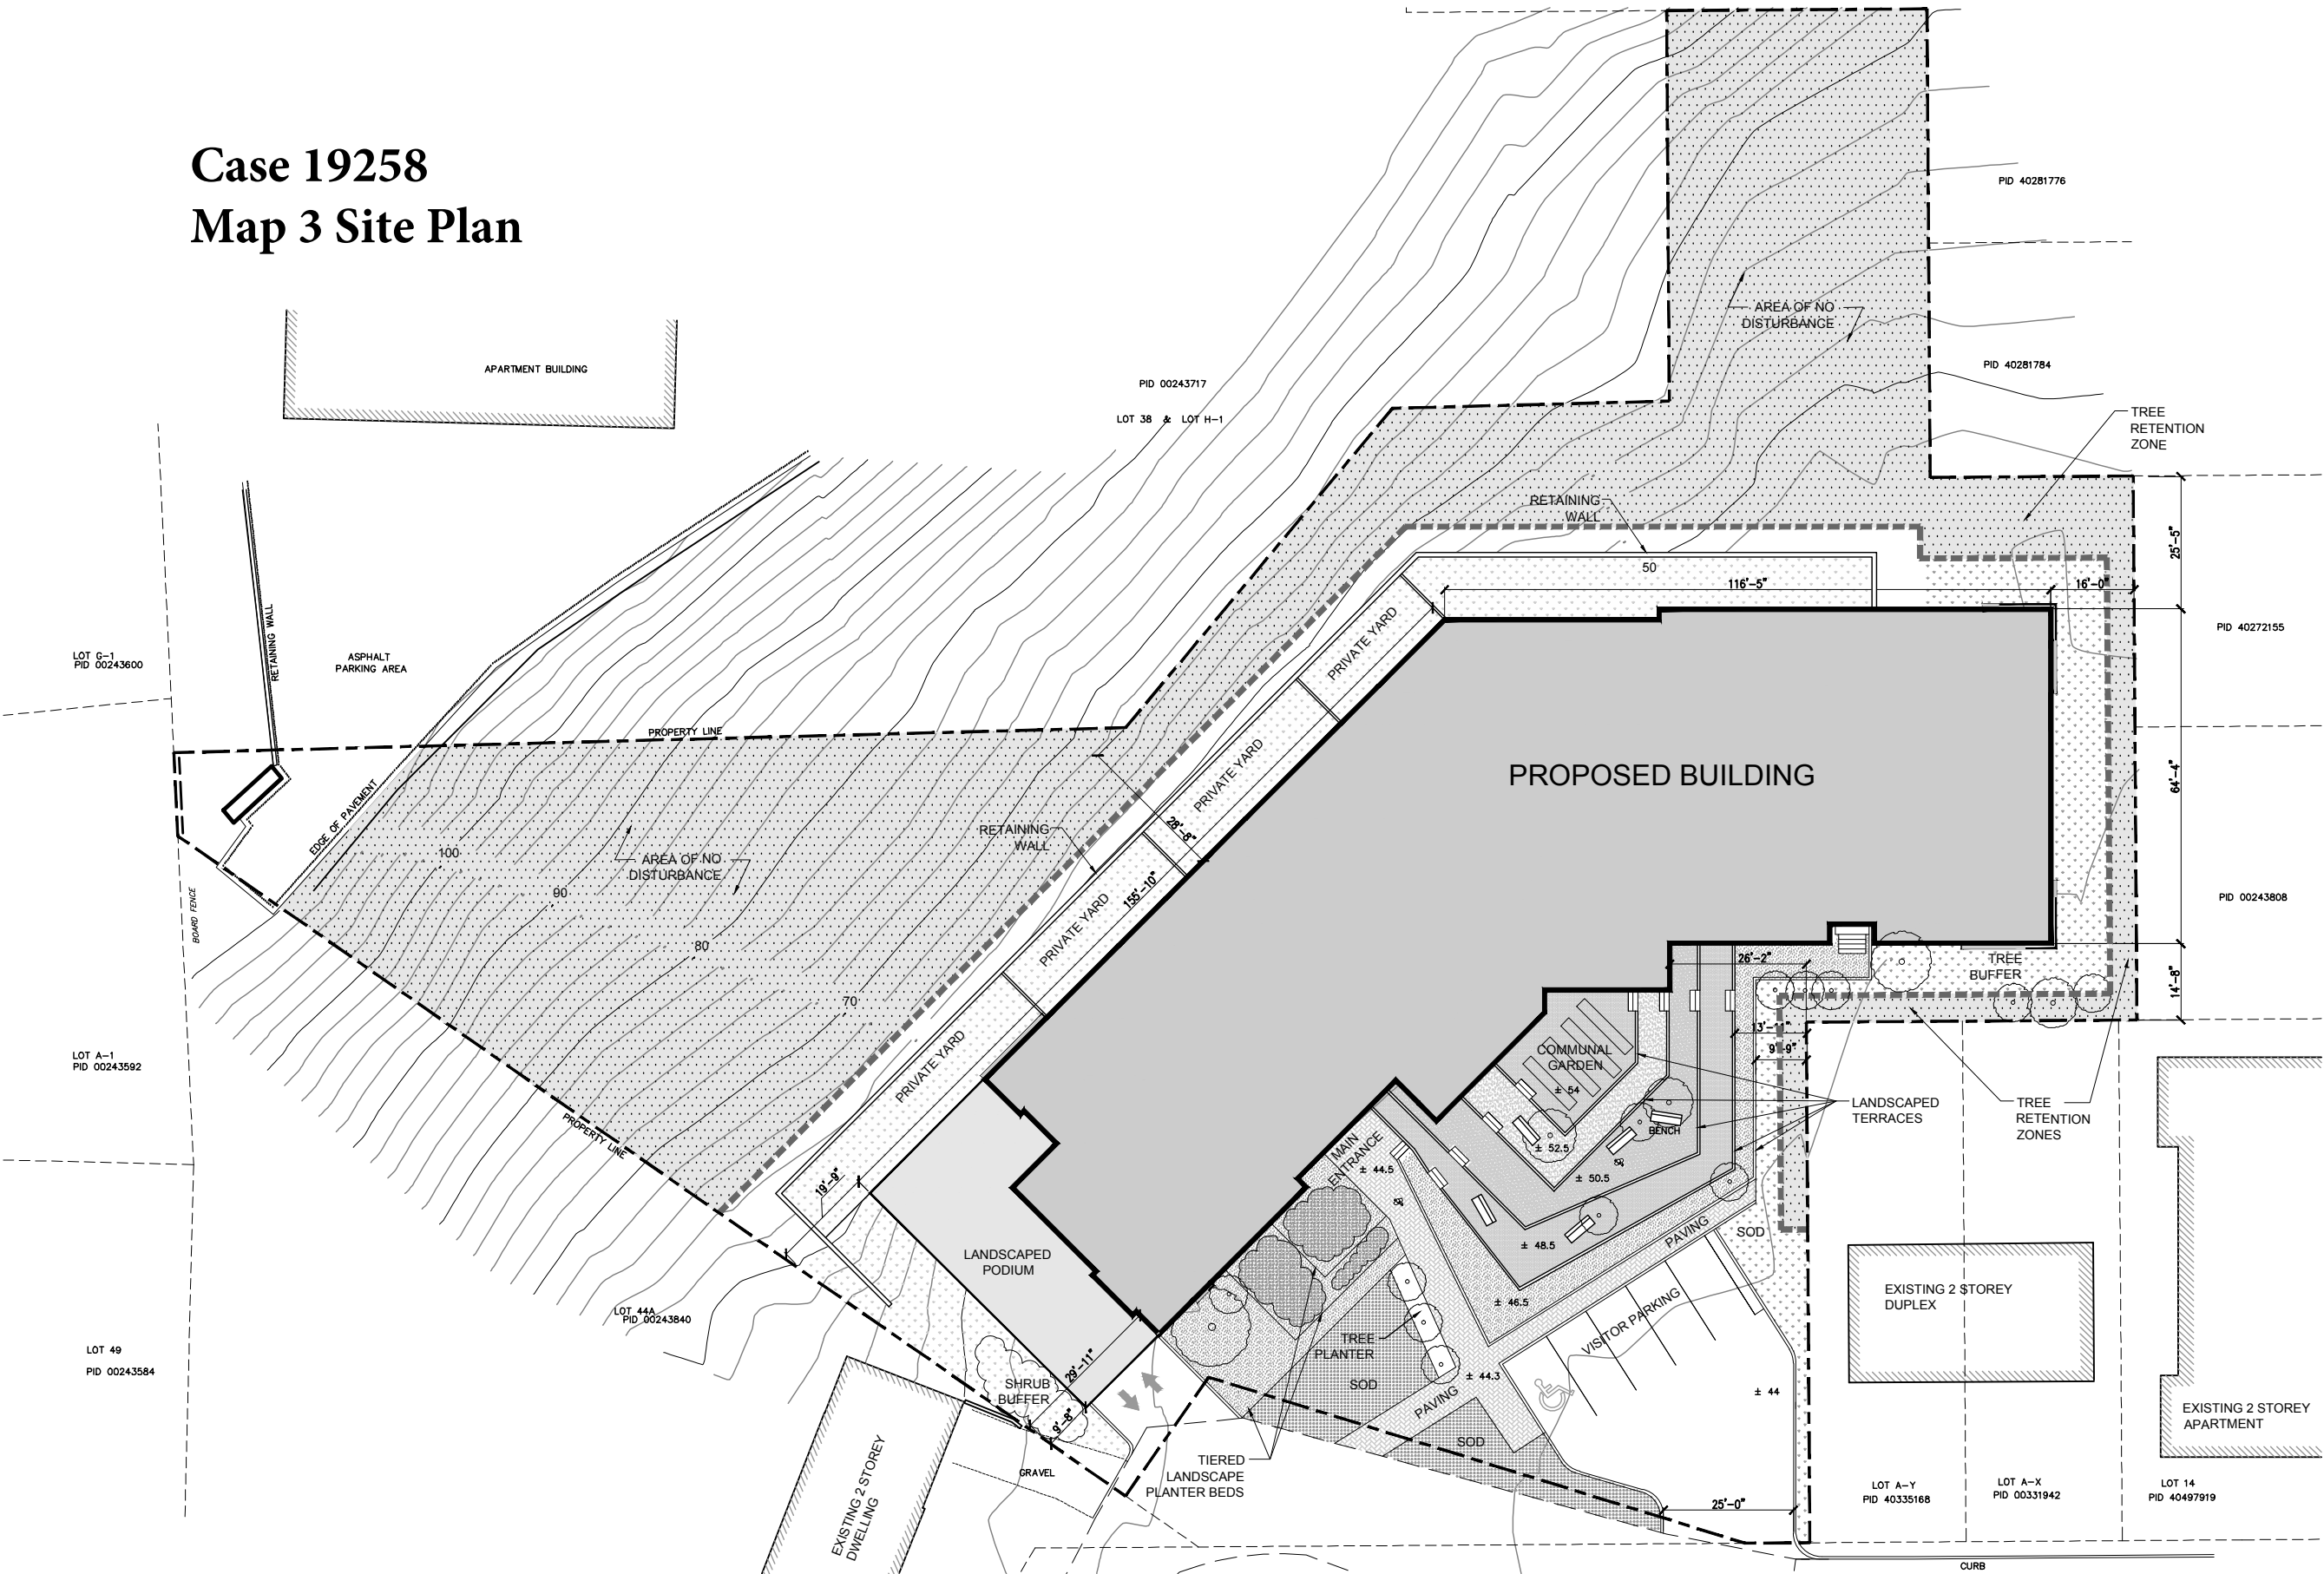 Case 19258
Map 3 Site Plan
PID 40281776
AREA OF NO
DISTURBANCE
APARTMENT BUILDING
PID 00243717
LOT 38 & LOT H-1
PID 40281784
TREE
RETENTION
ZONE
RETAINING
WALL
25'-5"
50
116'-5"
16'-0"
PID 40272155
RETAINING WALL
ASPHALT
PARKING AREA
LOT G-1
PID 00243600
PRIVATE YARD
PROPERTY LINE
PROPOSED BUILDING
64'-4"
PRIVATE YARD
EDGE OF PAVEMENT
28'-8"
RETAINING
WALL
100
AREA OF NO
DISTURBANCE
90
155'-10"
PID 00243808
BOARD FENCE
PRIVATE YARD
80
26'-2"
TREE
BUFFER
14'-8"
70
13'-11"
9'-9"
COMMUNAL
GARDEN
± 54
LOT A-1
PID 00243592
PRIVATE YARD
LANDSCAPED
TERRACES
TREE
RETENTION
ZONES
BENCH
PROPERTY LINE
MAIN
ENTRANCE
± 52.5
± 44.5
± 50.5
19'-9"
PAVING
SOD
± 48.5
LANDSCAPED
PODIUM
EXISTING 2 STOREY
DUPLEX
± 46.5
LOT 44A
PID 00243840
VISITOR PARKING
TREE
PLANTER
LOT 49
PID 00243584
29'-11"
SHRUB
BUFFER
SOD
± 44.3
PAVING
± 44
EXISTING 2 STOREY
APARTMENT
9'-8"
SOD
EXISTING 2 STOREY
DWELLING
GRAVEL
TIERED
LANDSCAPE
PLANTER BEDS
25'-0"
LOT A-Y
PID 40335168
LOT A-X
PID 00331942
LOT 14
PID 40497919
CURB